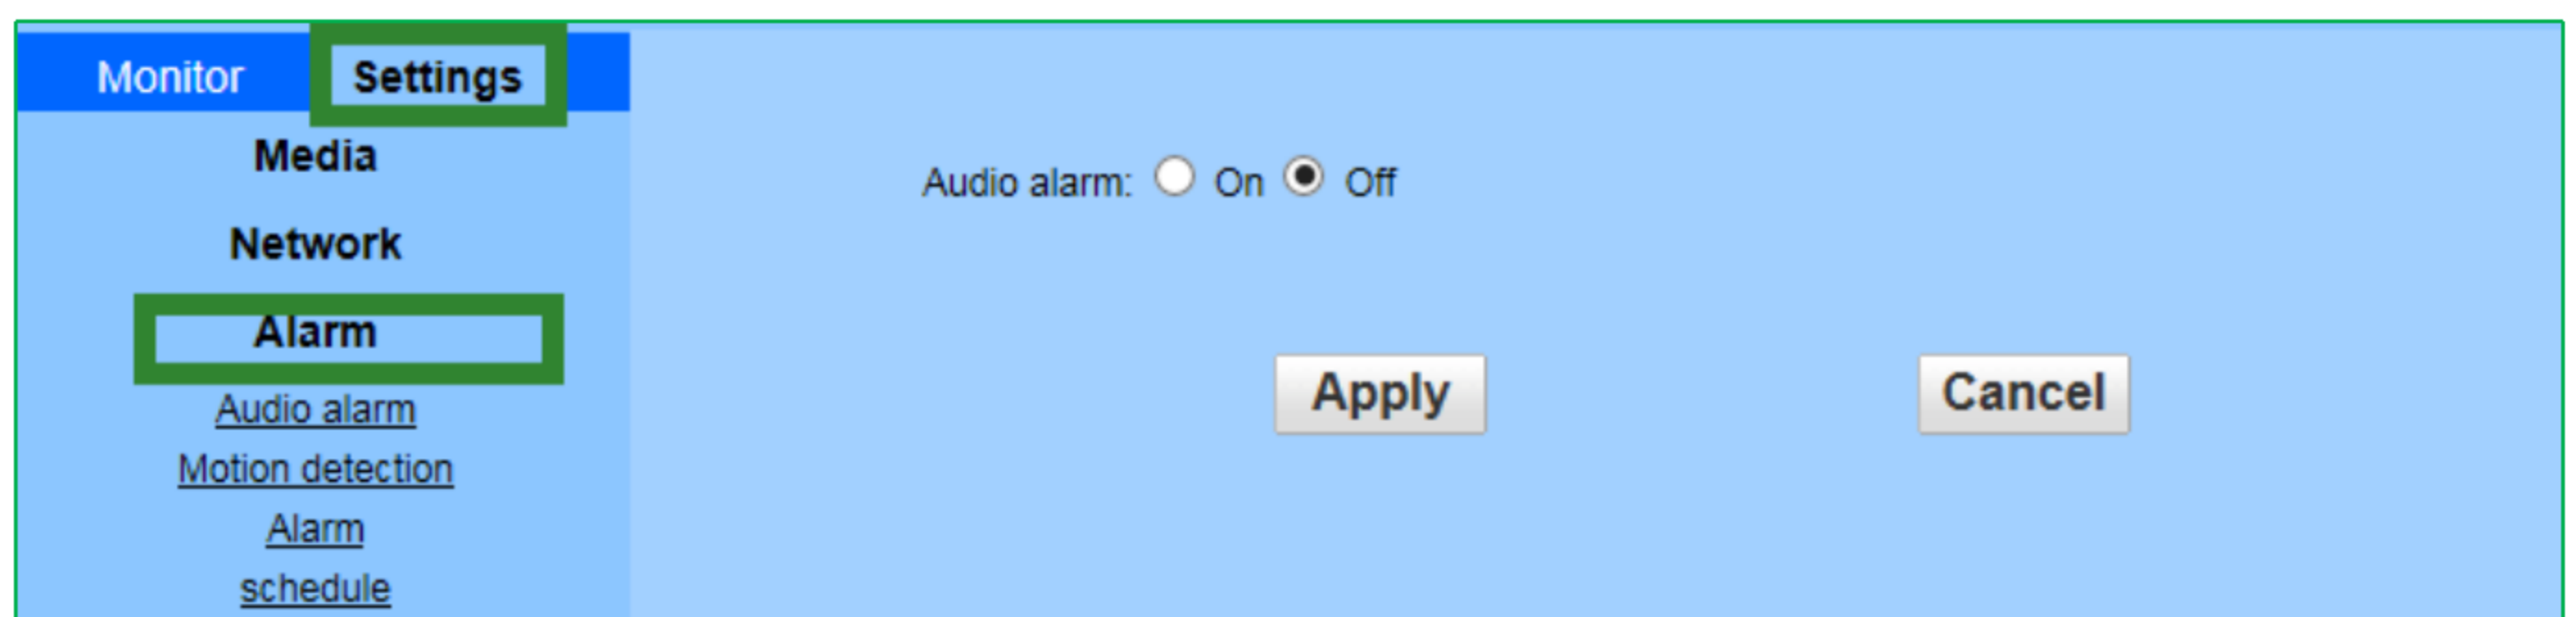 Monitor Settings
Media
Network
Alarm
Audio alarm
Motion detection
Alarm
schedule
Audio alarm: On Off
Apply Cancel